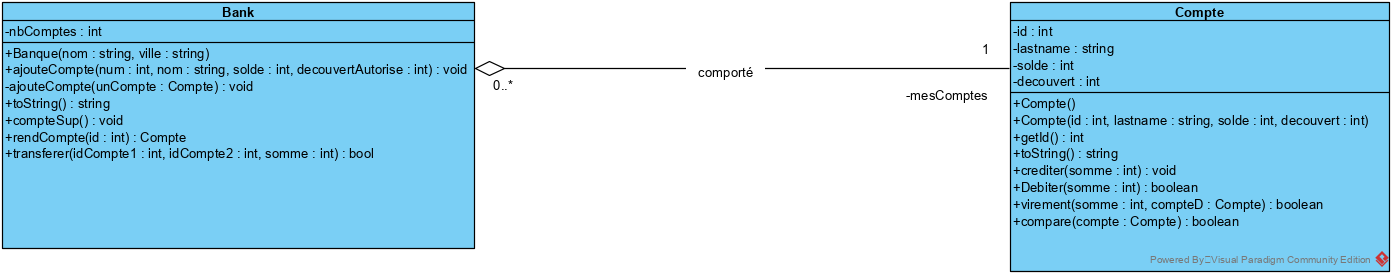 Bank
-nbComptes : int
+Banque(nom : string, ville : string)
+ajouteCompte(num : int, nom : string, solde : int, decouvertAutorise : int) : void
-ajouteCompte(unCompte : Compte) : void
+toString() : string
+compteSup() : void
+rendCompte(id : int) : Compte
+transferer(idCompte1 : int, idCompte2 : int, somme : int) : bool
0..*
comporté
1
-mesComptes
Compte
-id : int
-lastname : string
-solde : int
-decouvert : int
+Compte()
+Compte(id : int, lastname : string, solde : int, decouvert : int)
+getId() : int
+toString() : string
+crediter(somme : int) : void
+Debiter(somme : int) : boolean
+virement(somme : int, compteD : Compte) : boolean
+compare(compte : Compte) : boolean
Powered By Visual Paradigm Community Edition